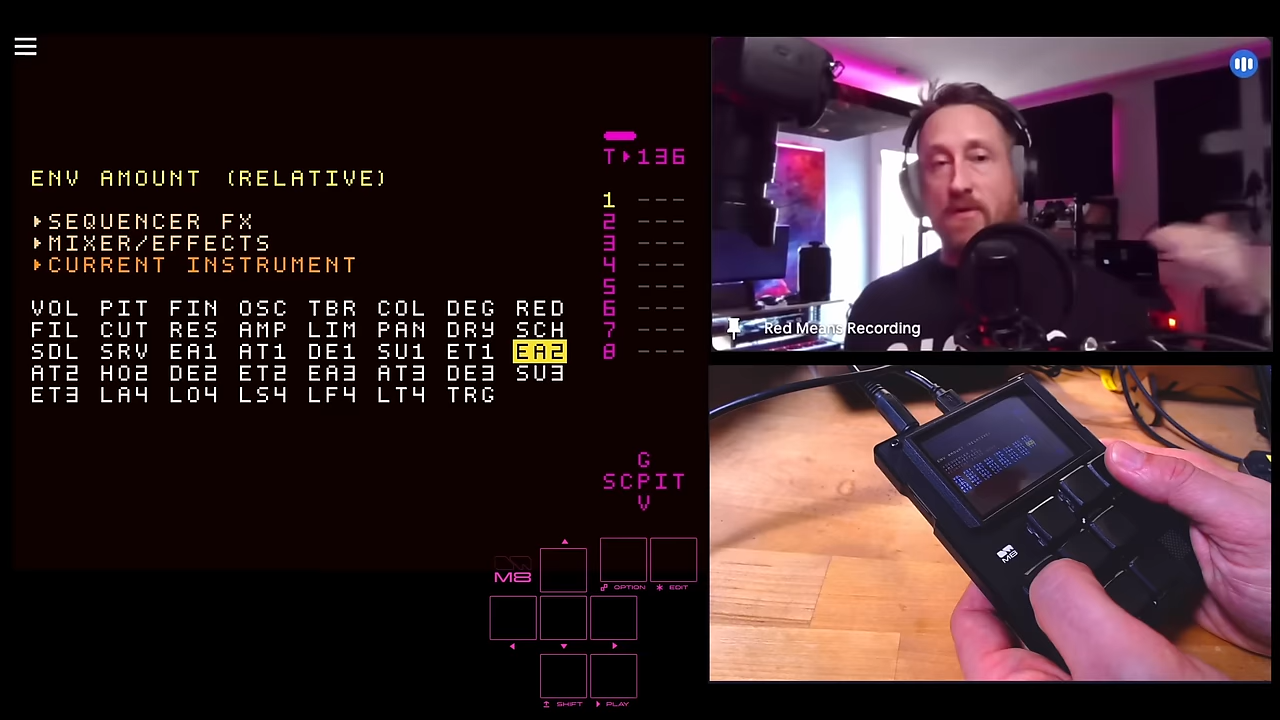 ENV AMOUNT (RELATIVE)
SEQUENCER FX
MIXER/EFFECTS
CURRENT INSTRUMENT
VOL PIT FIN OSC TBR COL DEG RED
FIL CUT RES AMP LIM PAN DRY SCH
SDL SRV EA1 AT1 DE1 SU1 ET1 EA2
AT2 HO2 DE2 ET2 EA3 AT3 DE3 SU3
ET3 LA4 LO4 LS4 LF4 LT4 TRG
T▸136
1 ---
2 ---
3 ---
4 ---
5 ---
6 ---
7 ---
8 ---
G
SCPIT
V
M8
OPTION
EDIT
SHIFT
PLAY
Red Means Recording
M8